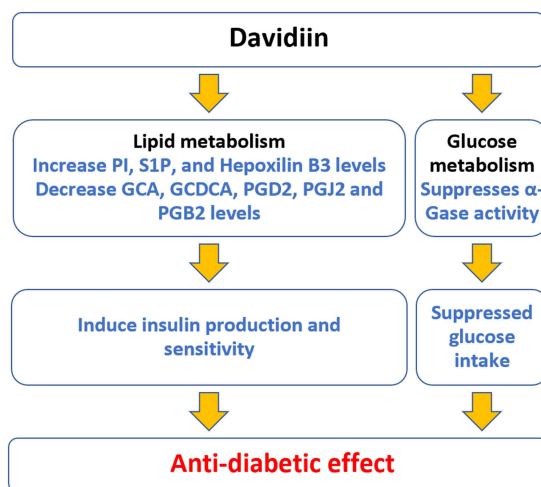 Davidiin
Lipid metabolism
Increase PI, S1P, and Hepoxilin B3 levels
Decrease GCA, GCDCA, PGD2, PGJ2 and
PGB2 levels
Glucose
metabolism
Suppresses α-
Gase activity
Induce insulin production and
sensitivity
Suppressed
glucose
intake
Anti-diabetic effect